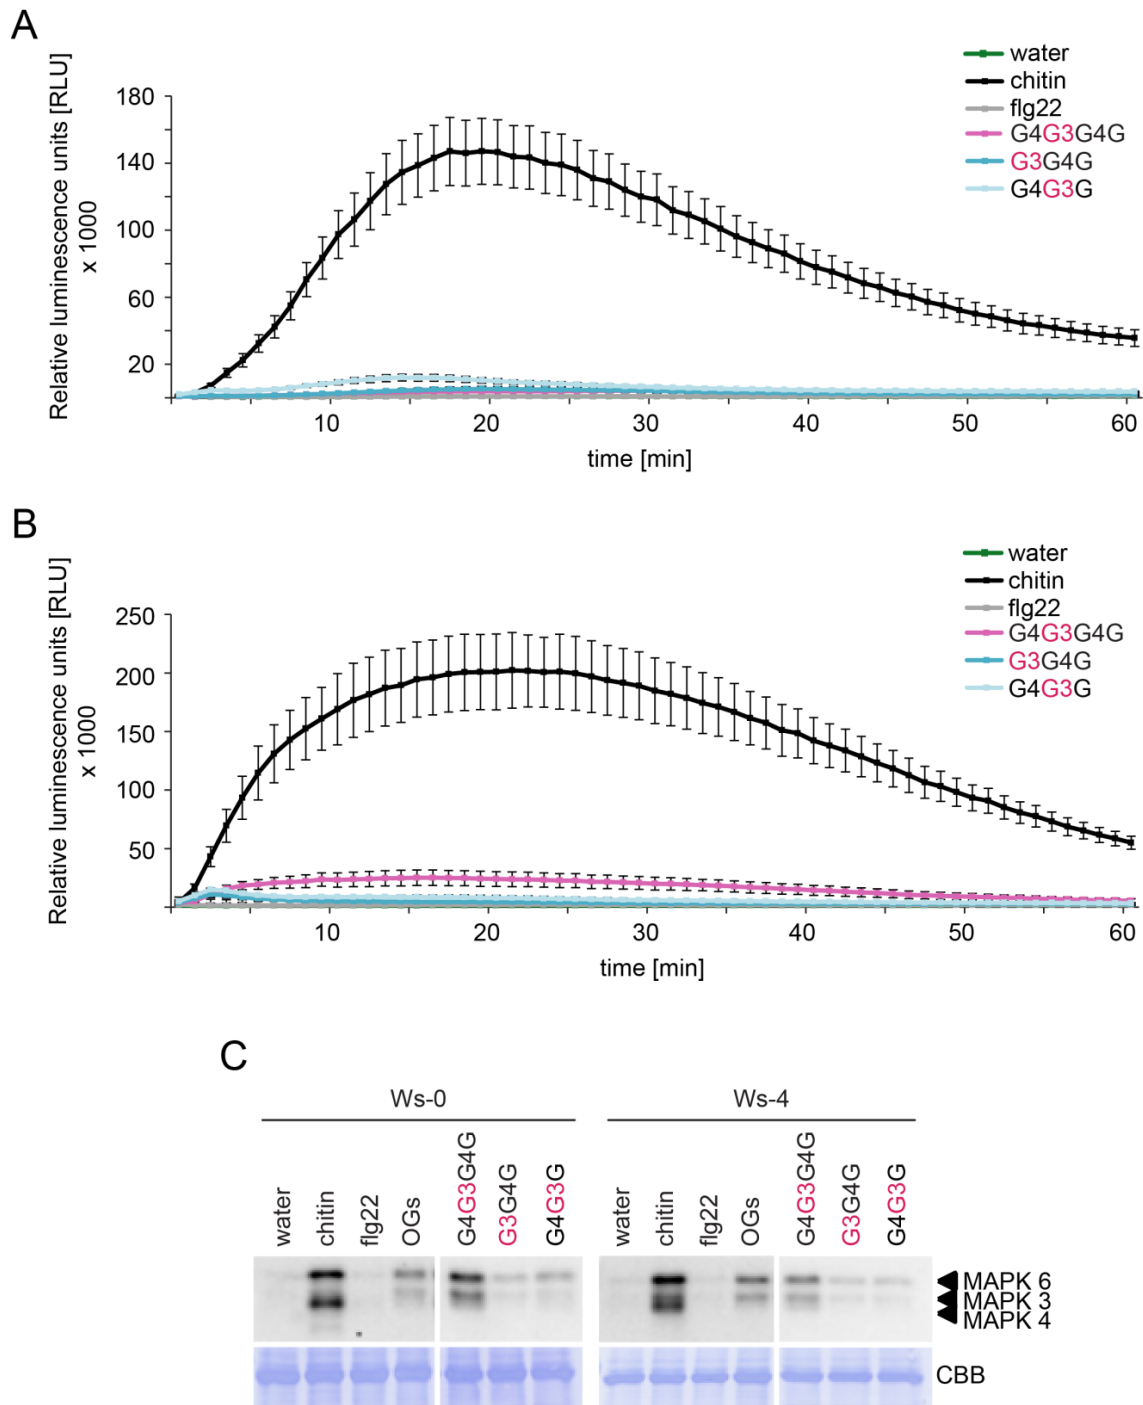 A
Relative luminescence units [RLU]
x 1000
180
140
100
60
20
10 20 30 40 50 60
time [min]
water
chitin
flg22
G4G3G4G
G3G4G
G4G3G
B
Relative luminescence units [RLU]
x 1000
250
200
150
100
50
10 20 30 40 50 60
time [min]
water
chitin
flg22
G4G3G4G
G3G4G
G4G3G
C
Ws-0 Ws-4
water chitin flg22 OGs G4G3G4G G3G4G G4G3G water chitin flg22 OGs G4G3G4G G3G4G G4G3G
MAPK 6
MAPK 3
MAPK 4
CBB